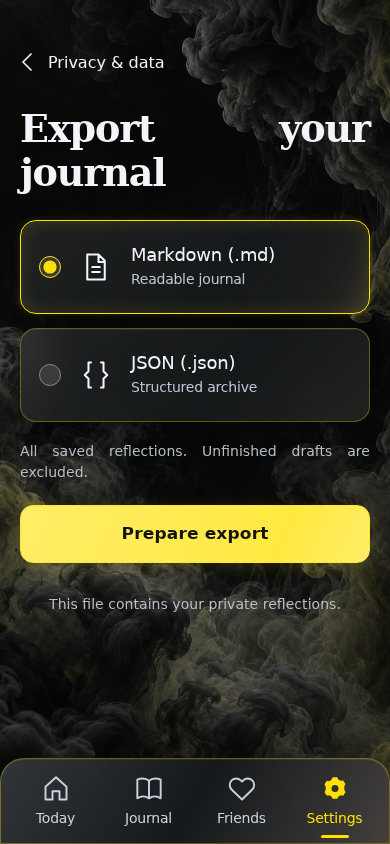 Privacy & data
Export your
journal
Markdown (.md)
Readable journal
JSON (.json)
Structured archive
All saved reflections. Unfinished drafts are
excluded.
Prepare export
This file contains your private reflections.
Today Journal Friends Settings